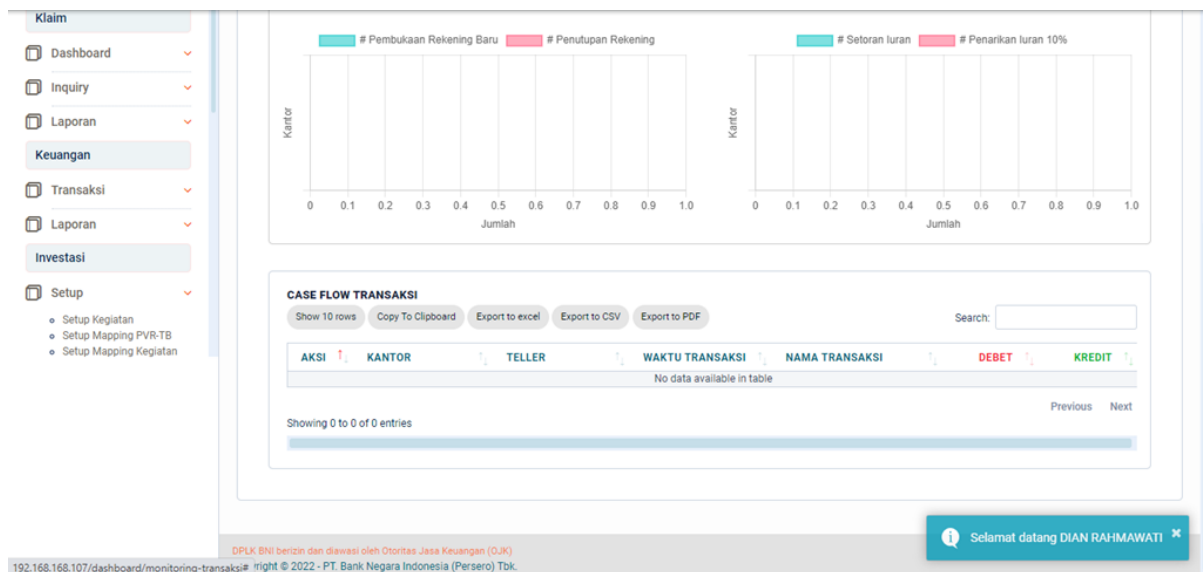 Klaim
Dashboard
Inquiry
Laporan
Keuangan
Transaksi
Laporan
Investasi
Setup
Setup Kegiatan
Setup Mapping PVR-TB
Setup Mapping Kegiatan
# Pembukaan Rekening Baru # Penutupan Rekening
Kantor
0 0.1 0.2 0.3 0.4 0.5 0.6 0.7 0.8 0.9 1.0
Jumlah
# Setoran Iuran # Penarikan Iuran 10%
Kantor
0 0.1 0.2 0.3 0.4 0.5 0.6 0.7 0.8 0.9 1.0
Jumlah
CASE FLOW TRANSAKSI
Show 10 rows Copy To Clipboard Export to excel Export to CSV Export to PDF Search:
AKSI KANTOR TELLER WAKTU TRANSAKSI NAMA TRANSAKSI DEBET KREDIT
No data available in table
Previous Next
Showing 0 to 0 of 0 entries
Selamat datang DIAN RAHMAWATI ×
DPLK BNI berizin dan diawasi oleh Otoritas Jasa Keuangan (OJK)
192.168.168.107/dashboard/monitoring-transaksi# yright © 2022 - PT. Bank Negara Indonesia (Persero) Tbk.